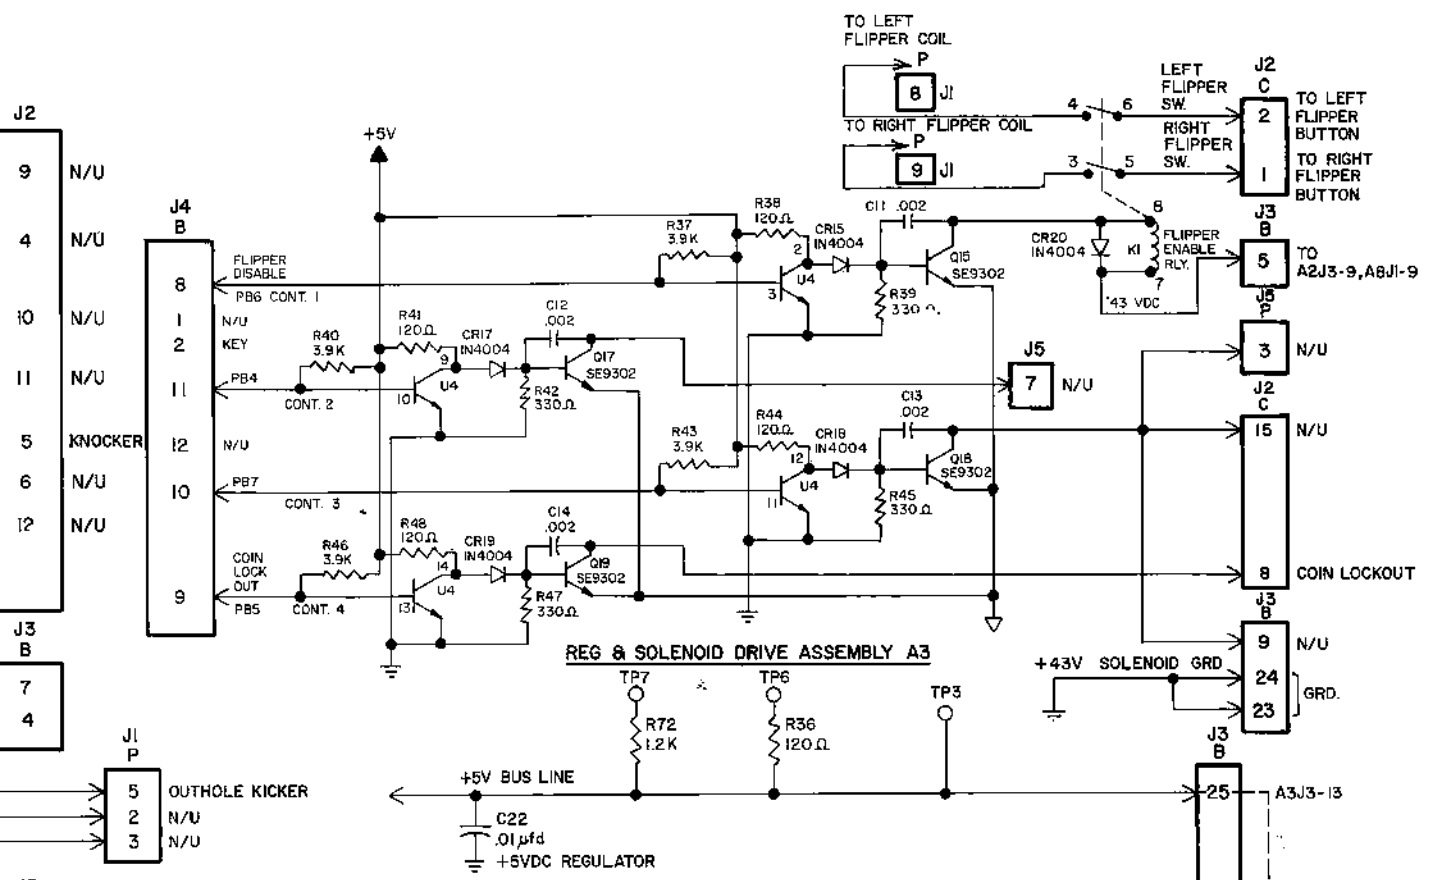 TO LEFT
FLIPPER COIL
P
8 J1
TO RIGHT FLIPPER COIL
P
9 J1
4 6
3 5
LEFT
FLIPPER
SW.
RIGHT
FLIPPER
SW.
J2
C
2
1
TO LEFT
FLIPPER
BUTTON
TO RIGHT
FLIPPER
BUTTON
J2
9 N/U
4 N/U
10 N/U
11 N/U
5 KNOCKER
6 N/U
12 N/U
J3
B
7
4
J4
B
8
1 N/U
2 KEY
11
12 N/U
10
9
FLIPPER
DISABLE
PB6 CONT. 1
PB4
CONT. 2
PB7
CONT. 3
COIN
LOCK
OUT
PB5 CONT. 4
+5V
R37
3.9K
R38
120Ω
2
U4
3
CR15
IN4004
C11 .002
Q15
SE9302
R39
330Ω
CR20
IN4004
K1
8
FLIPPER
ENABLE
RLY.
7
43 VDC
J3
B
5
TO
A2J3-9,A8J1-9
R40
3.9K
R41
120Ω
9
U4
10
CR17
IN4004
C12
.002
Q17
SE9302
R42
330Ω
J5
7 N/U
J5
P
3 N/U
R43
3.9K
R44
120Ω
12
U4
11
CR18
IN4004
C13
.002
Q18
SE9302
R45
330Ω
J2
C
15 N/U
8 COIN LOCKOUT
R46
3.9K
R48
120Ω
14
U4
13
CR19
IN4004
C14
.002
Q19
SE9302
R47
330Ω
J3
B
9 N/U
24
23
GRD.
+43V SOLENOID GRD
REG & SOLENOID DRIVE ASSEMBLY A3
TP7
R72
1.2K
TP6
R36
120Ω
TP3
J1
P
5 OUTHOLE KICKER
2 N/U
3 N/U
+5V BUS LINE
C22
.01µfd
+5VDC REGULATOR
J3
B
25 A3J3-13